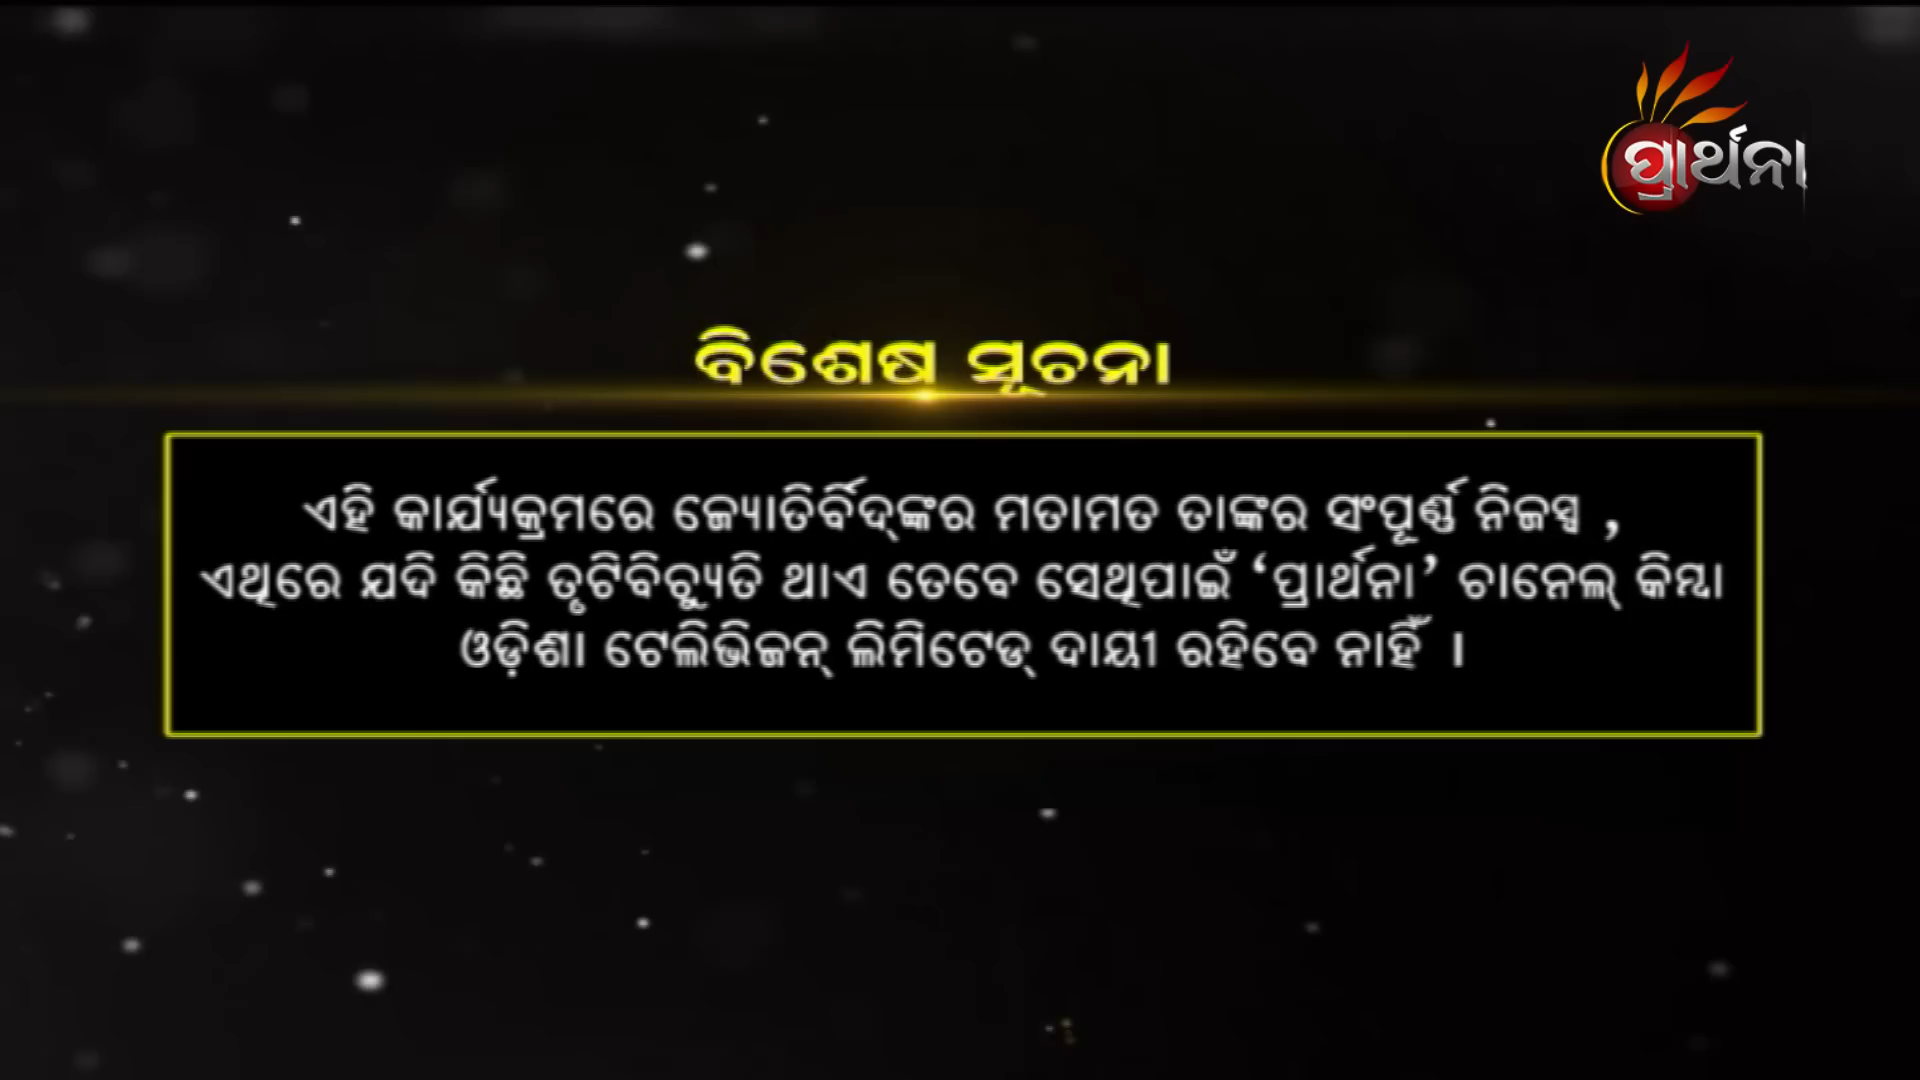 ପ୍ରାର୍ଥନା
ବିଶେଷ ସୂଚନା
ଏହି କାର୍ଯ୍ୟକ୍ରମରେ ଜ୍ୟୋତିର୍ବିଦ୍‌ଙ୍କର ମତାମତ ତାଙ୍କର ସଂପୂର୍ଣ୍ଣ ନିଜସ୍ୱ ,
ଏଥିରେ ଯଦି କିଛି ତୃଟିବିଚ୍ୟୁତି ଥାଏ ତେବେ ସେଥିପାଇଁ ‘ପ୍ରାର୍ଥନା’ ଚାନେଲ୍ କିମ୍ବା
ଓଡ଼ିଶା ଟେଲିଭିଜନ୍ ଲିମିଟେଡ୍ ଦାୟୀ ରହିବେ ନାହିଁ ।